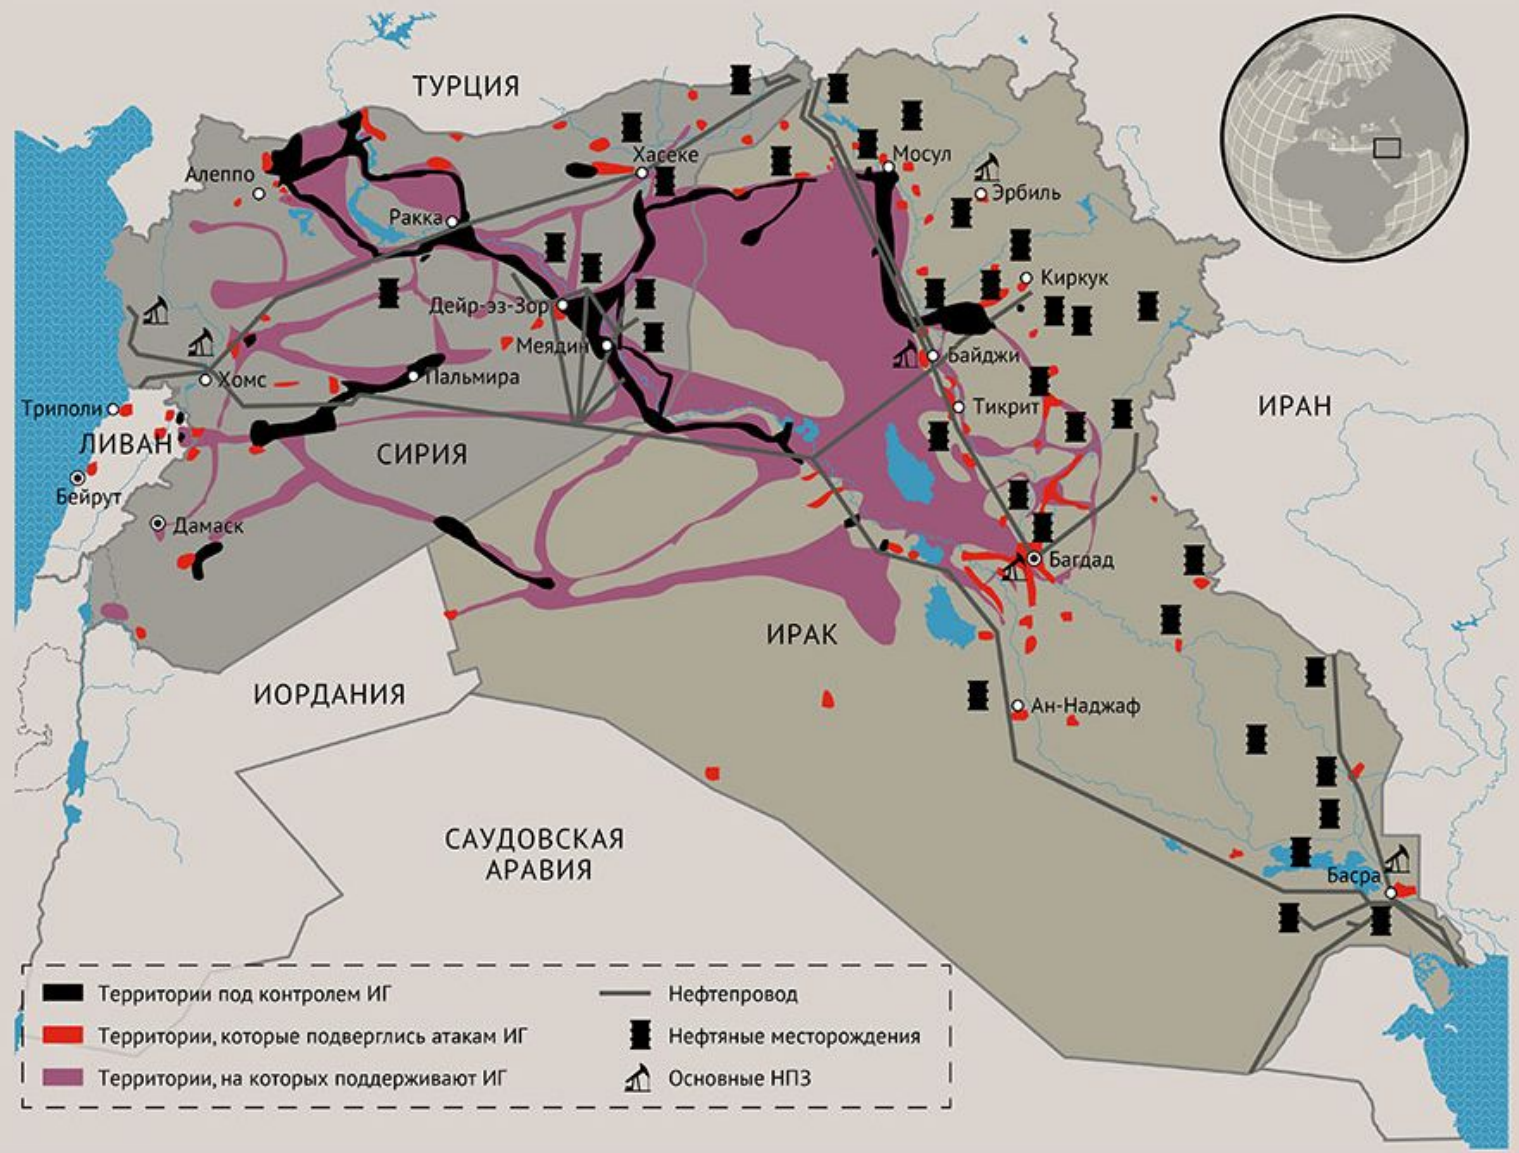 ТУРЦИЯ
Хасеке
Мосул
Алеппо
Эрбиль
Ракка
Киркук
Дейр-эз-Зор
Меядин
Байджи
Хомс
Пальмира
Триполи
Тикрит
ИРАН
ЛИВАН
СИРИЯ
Бейрут
Дамаск
Багдад
ИРАК
ИОРДАНИЯ
Ан-Наджаф
САУДОВСКАЯ
АРАВИЯ
Басра
Территории под контролем ИГ
Территории, которые подверглись атакам ИГ
Территории, на которых поддерживают ИГ
Нефтепровод
Нефтяные месторождения
Основные НПЗ